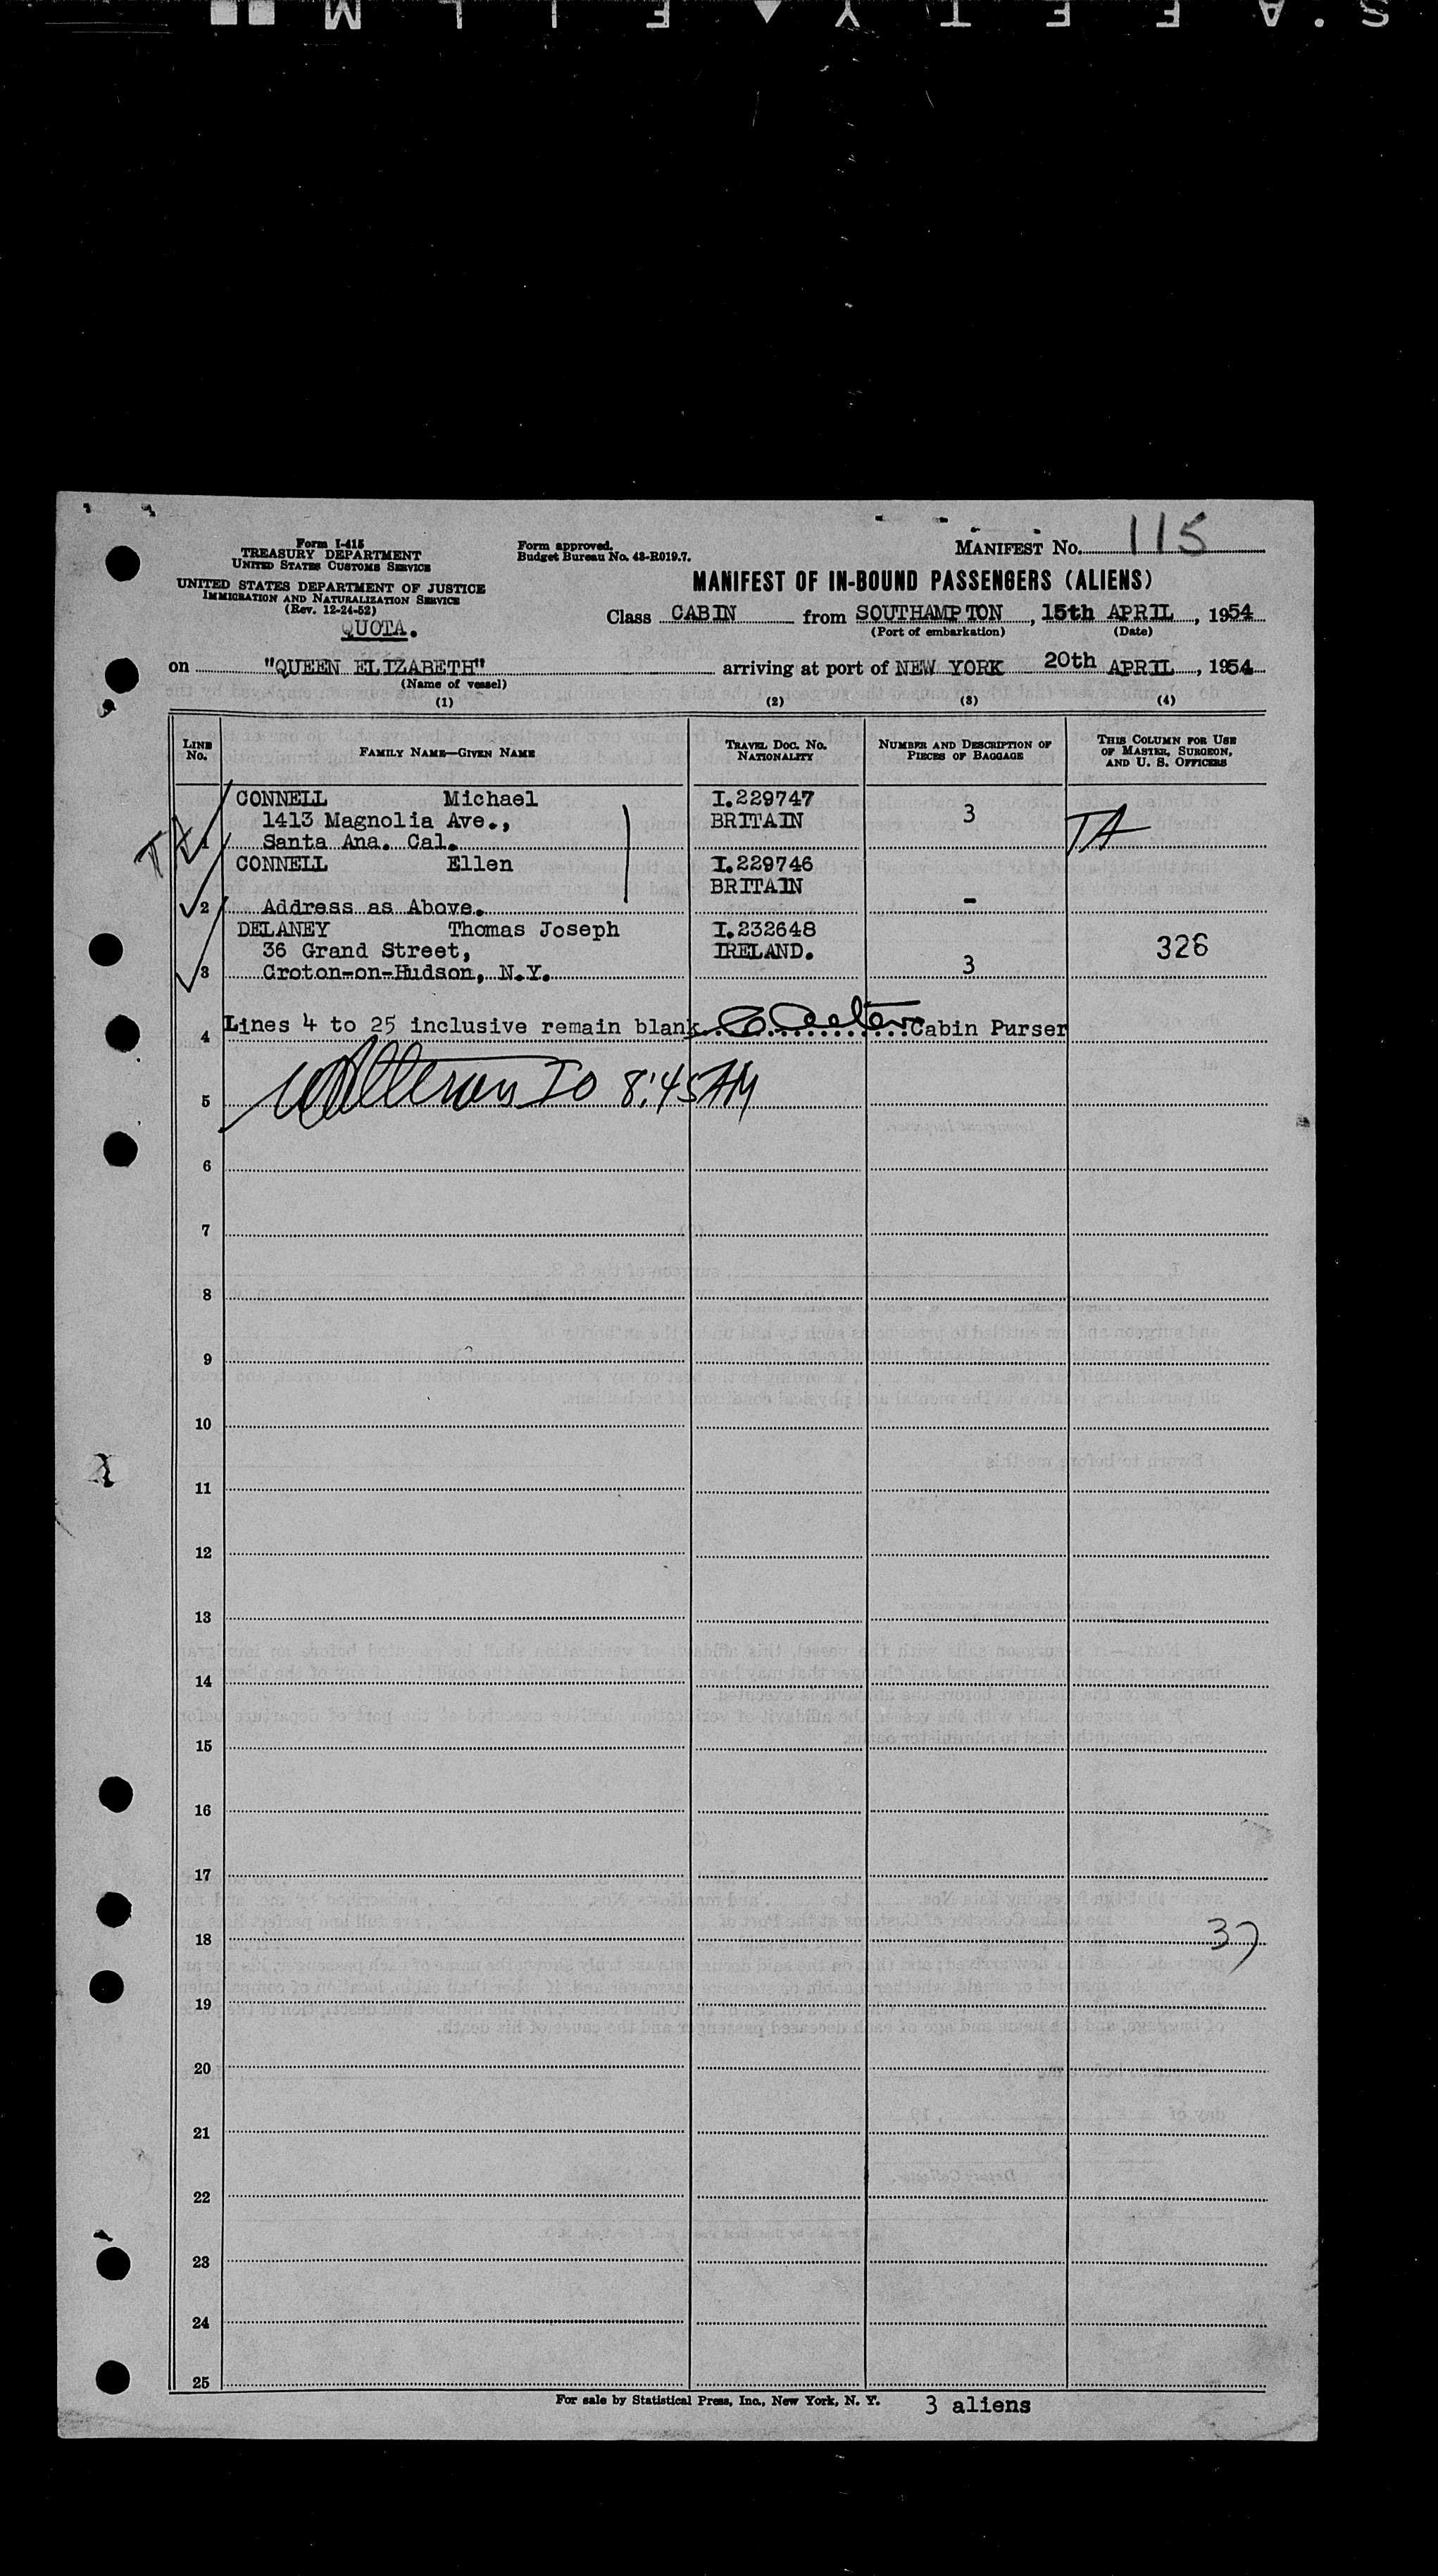 S.AFETY FILM
Form I-415
TREASURY DEPARTMENT
UNITED STATES CUSTOMS SERVICE
UNITED STATES DEPARTMENT OF JUSTICE
IMMIGRATION AND NATURALIZATION SERVICE
(Rev. 12-24-52)
QUOTA.
Form approved.
Budget Bureau No. 43-R019.7.
MANIFEST NO. 115
MANIFEST OF IN-BOUND PASSENGERS (ALIENS)
Class CABIN from SOUTHAMPTON, 15th APRIL, 1954
(Port of embarkation) (Date)
on "QUEEN ELIZABETH" arriving at port of NEW YORK 20th APRIL, 1954
(Name of vessel)
(1) (2) (3) (4)
LINE NO. FAMILY NAME—GIVEN NAME TRAVEL DOC. NO. NATIONALITY NUMBER AND DESCRIPTION OF PIECES OF BAGGAGE THIS COLUMN FOR USE OF MASTER, SURGEON, AND U. S. OFFICERS
CONNELL Michael I.229747
1413 Magnolia Ave., BRITAIN 3 TA
TA 1 Santa Ana. Cal.
CONNELL Ellen I.229746
BRITAIN
2 Address as Above. -
DELANEY Thomas Joseph I.232648
36 Grand Street, IRELAND. 326
3 Croton-on-Hudson, N.Y. 3
4 Lines 4 to 25 inclusive remain blank Cabin Purser
5 IO 8:45 AM
6
7
8
9
10
11
12
13
14
15
16
17
18 37
19
20
21
22
23
24
25
For sale by Statistical Press, Inc., New York, N. Y. 3 aliens